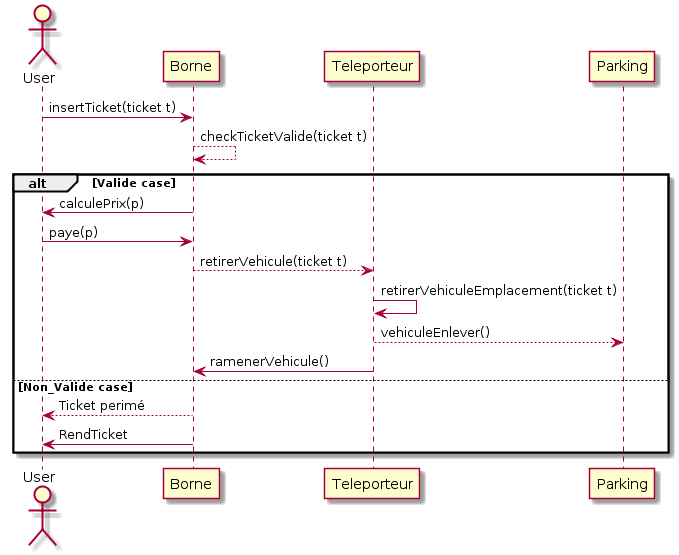 User
Borne
Teleporteur
Parking
insertTicket(ticket t)
checkTicketValide(ticket t)
alt [Valide case]
calculePrix(p)
paye(p)
retirerVehicule(ticket t)
retirerVehiculeEmplacement(ticket t)
vehiculeEnlever()
ramenerVehicule()
[Non_Valide case]
Ticket perimé
RendTicket
User
Borne
Teleporteur
Parking